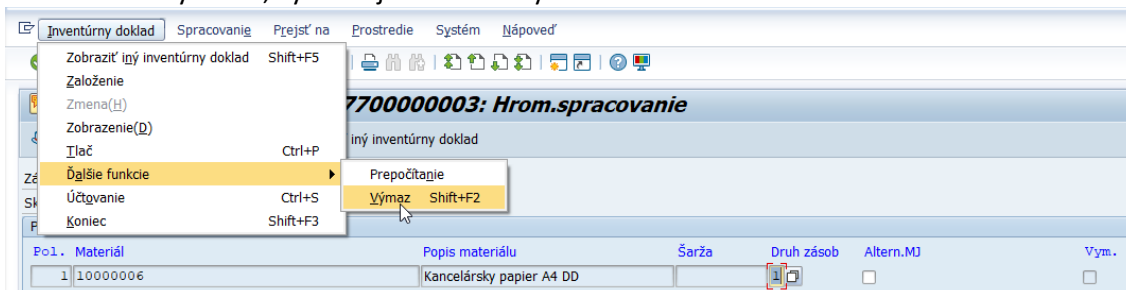 Inventúrny doklad Spracovanie Prejsť na Prostredie Systém Nápoveď
Zobraziť iný inventúrny doklad Shift+F5
Založenie
Zmena(H)
7700000003: Hrom.spracovanie
Zobrazenie(D)
iný inventúrny doklad
Tlač Ctrl+P
Ďalšie funkcie Prepočítanie
Účtovanie Ctrl+S Výmaz Shift+F2
Koniec Shift+F3
Pol. Materiál Popis materiálu Šarža Druh zásob Altern.MJ Vym.
1 10000006 Kancelársky papier A4 DD 1